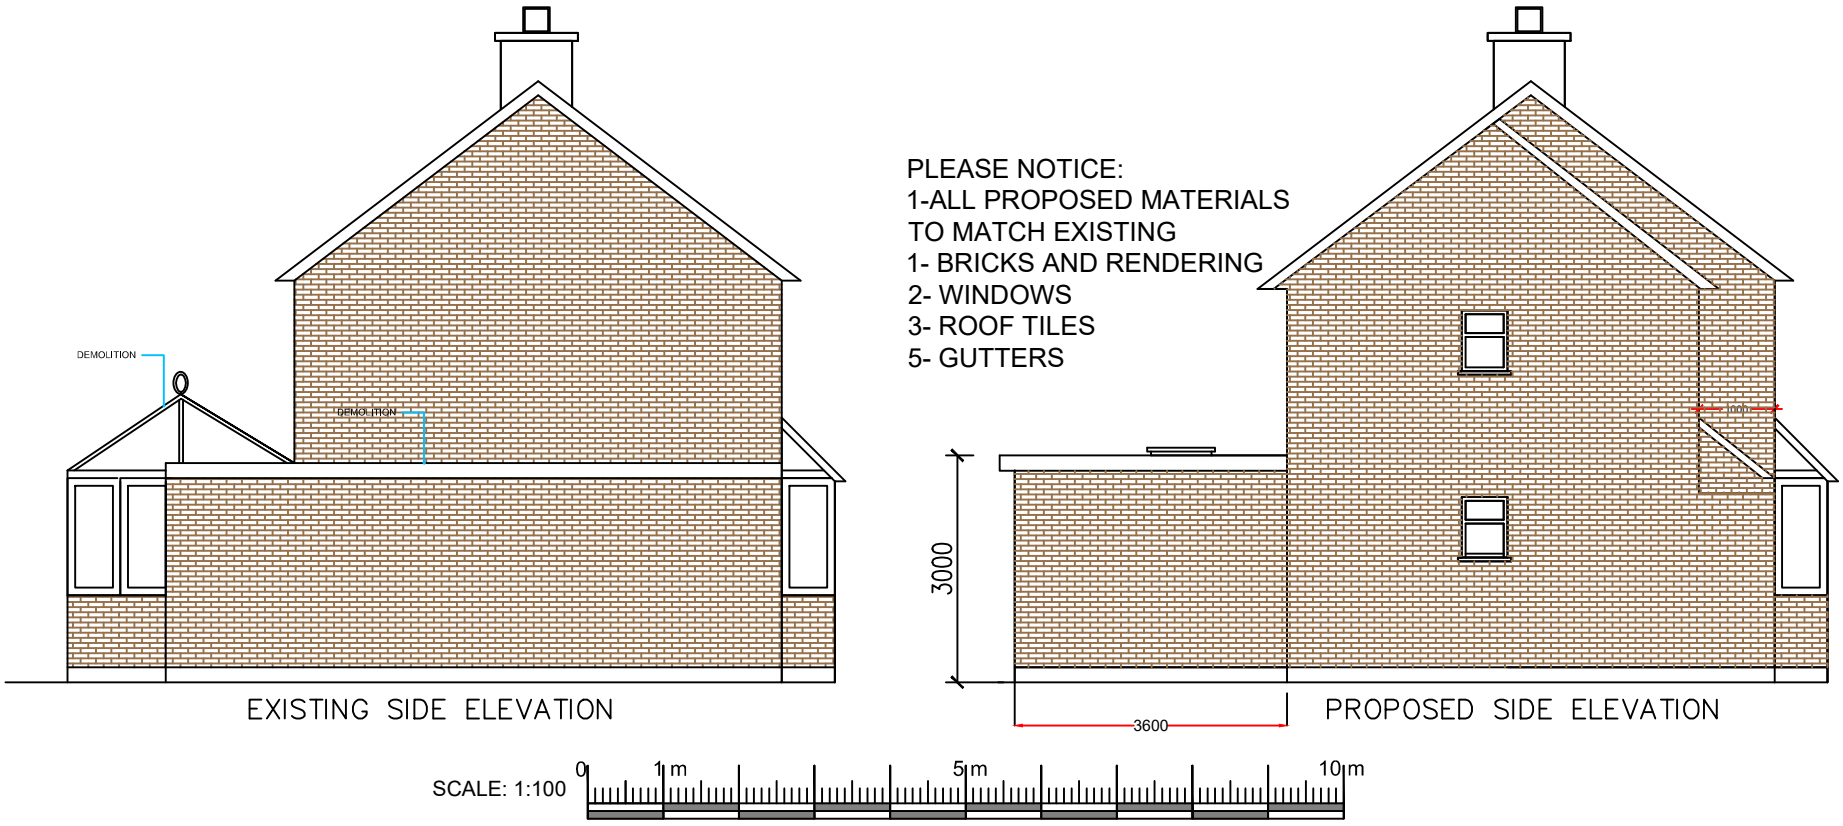 PLEASE NOTICE:
1-ALL PROPOSED MATERIALS
TO MATCH EXISTING
1- BRICKS AND RENDERING
2- WINDOWS
3- ROOF TILES
5- GUTTERS
DEMOLITION
DEMOLITION
1000
3000
3600
EXISTING SIDE ELEVATION
PROPOSED SIDE ELEVATION
SCALE: 1:100
0 1 m 5 m 10 m